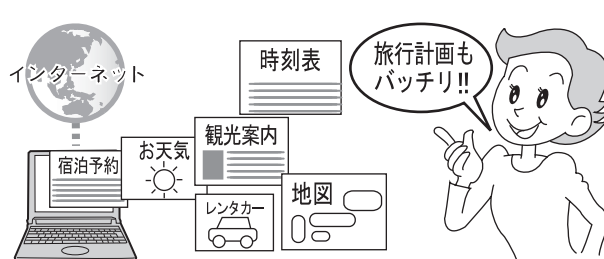 インターネット
宿泊予約
お天気
観光案内
時刻表
レンタカー
地図
旅行計画も
バッチリ!!